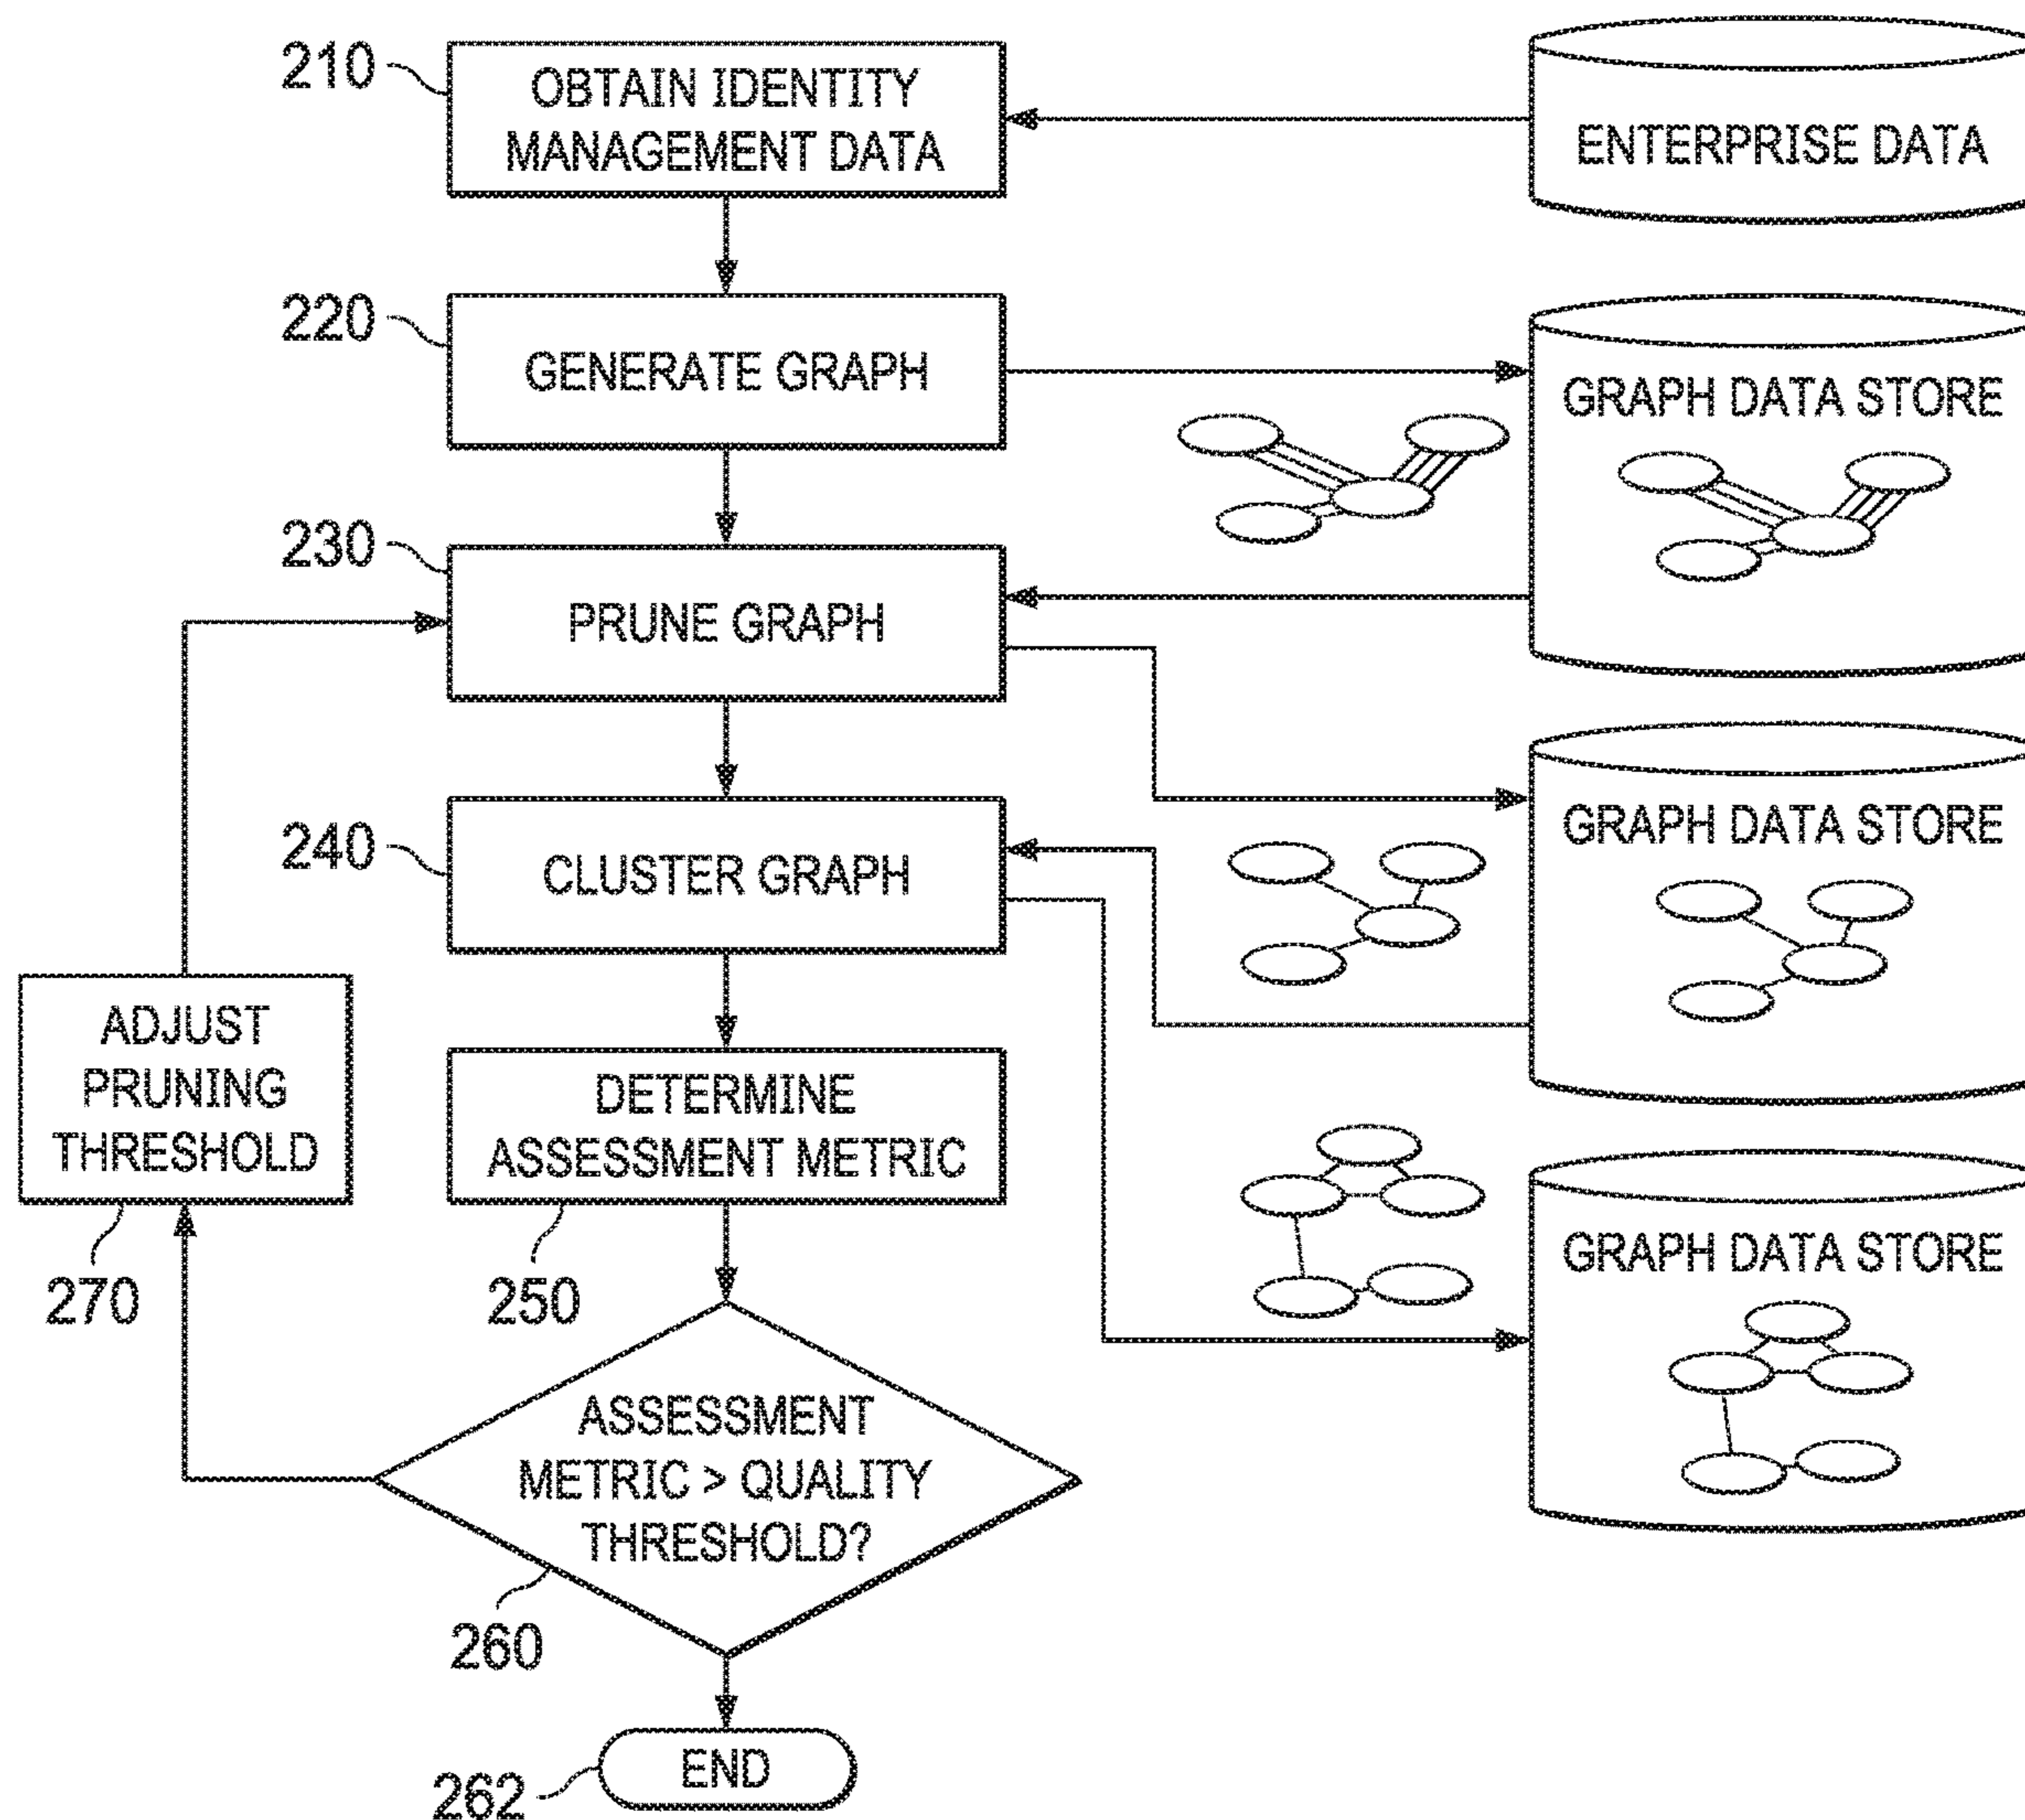 210
OBTAIN IDENTITY
MANAGEMENT DATA
ENTERPRISE DATA
220
GENERATE GRAPH
GRAPH DATA STORE
230
PRUNE GRAPH
240
CLUSTER GRAPH
GRAPH DATA STORE
ADJUST
PRUNING
THRESHOLD
270
DETERMINE
ASSESSMENT METRIC
250
GRAPH DATA STORE
ASSESSMENT
METRIC > QUALITY
THRESHOLD?
260
END
262